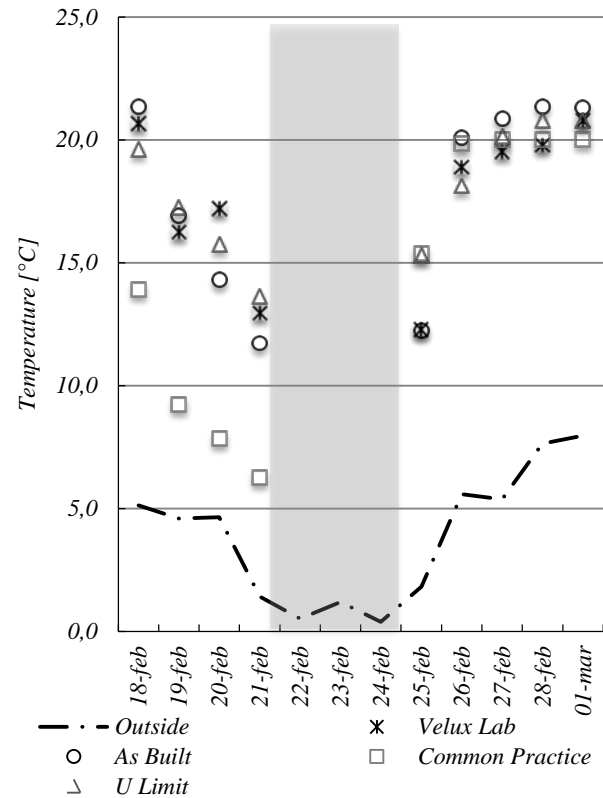 25,0
20,0
15,0
10,0
5,0
0,0
Temperature [°C]
18-feb
19-feb
20-feb
21-feb
22-feb
23-feb
24-feb
25-feb
26-feb
27-feb
28-feb
01-mar
Outside
Velux Lab
As Built
Common Practice
U Limit